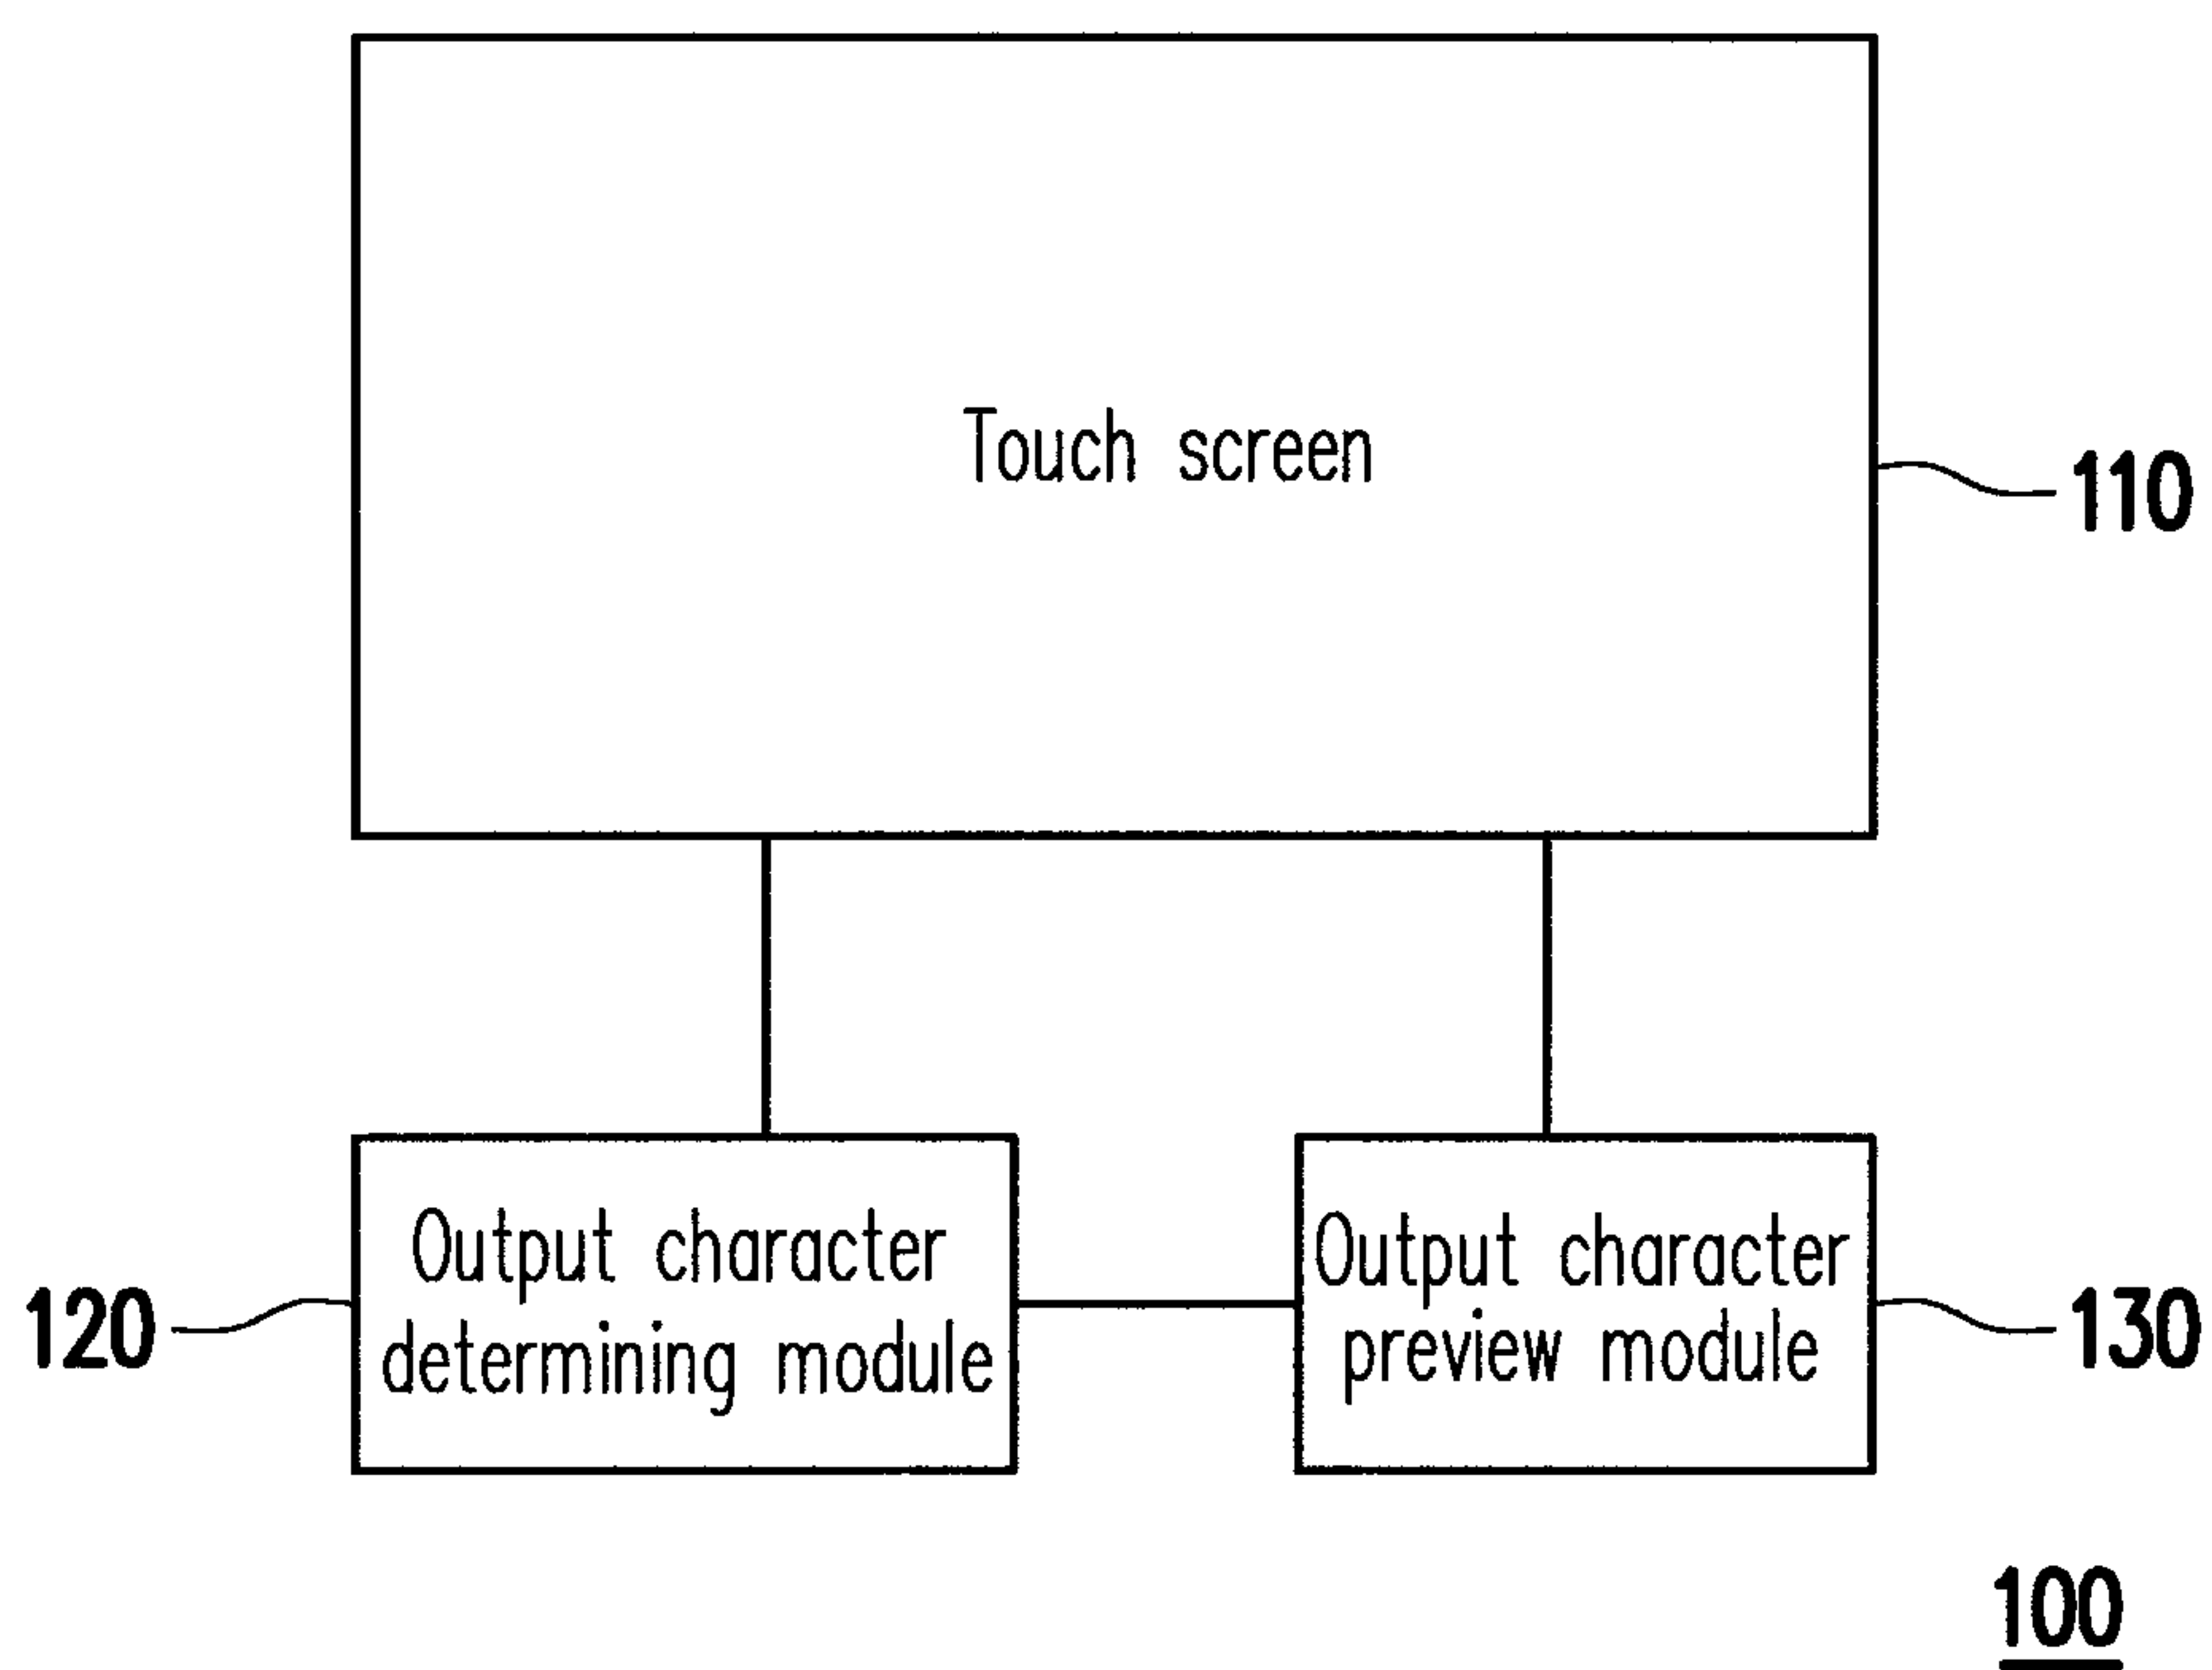 Touch screen
110
Output character
determining module
120
Output character
preview module
130
100